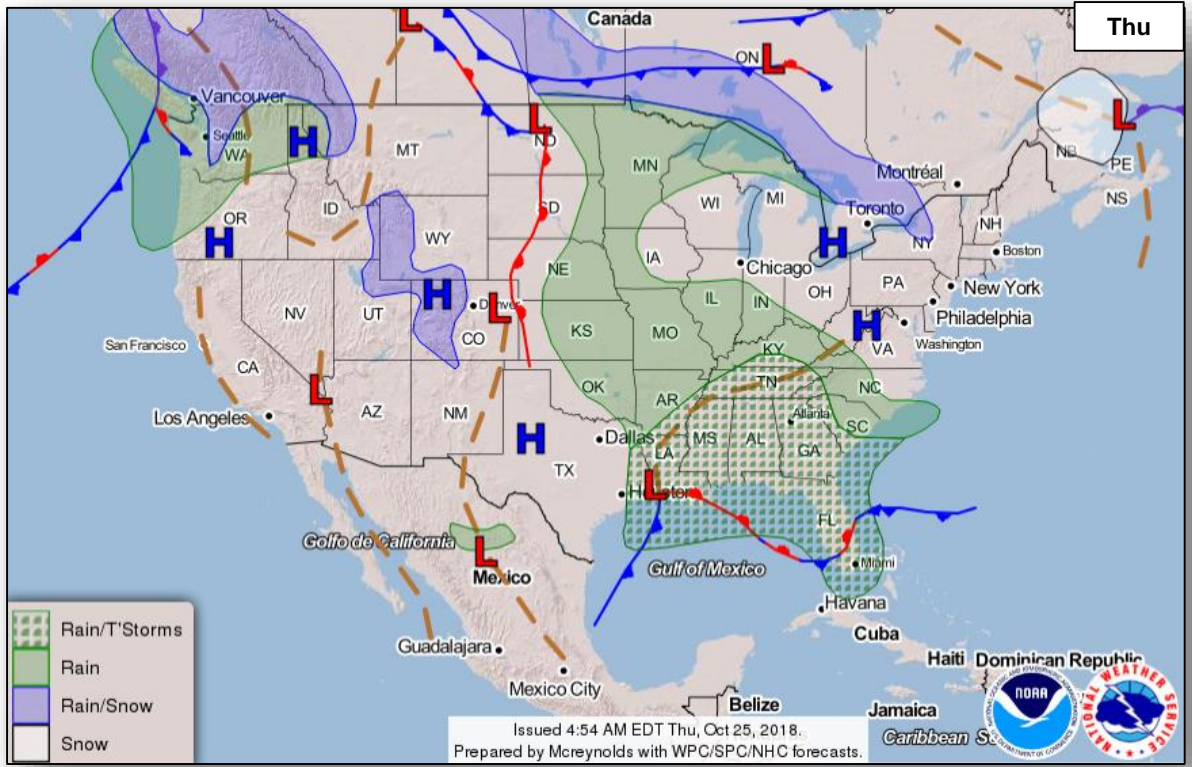 Thu
Canada
ON
Vancouver
Seattle
WA
MT
ND
MN
Montréal
NB
PE
NS
OR
ID
WY
SD
WI
MI
Toronto
NY
NH
Boston
NE
IA
Chicago
PA
New York
NV
UT
Denver
CO
KS
MO
IL
IN
OH
Philadelphia
San Francisco
CA
KY
VA
Washington
Los Angeles
AZ
NM
OK
AR
TN
NC
Atlanta
SC
Dallas
TX
LA
MS
AL
GA
Houston
FL
Golfo de California
Mexico
Gulf of Mexico
Miami
Havana
Cuba
Guadalajara
Mexico City
Haiti
Dominican Republic
Belize
Jamaica
Caribbean
H
H
H
H
H
H
L
L
L
L
L
L
L
L
Rain/T'Storms
Rain
Rain/Snow
Snow
Issued 4:54 AM EDT Thu, Oct 25, 2018.
Prepared by Mcreynolds with WPC/SPC/NHC forecasts.
NOAA
NATIONAL WEATHER SERVICE